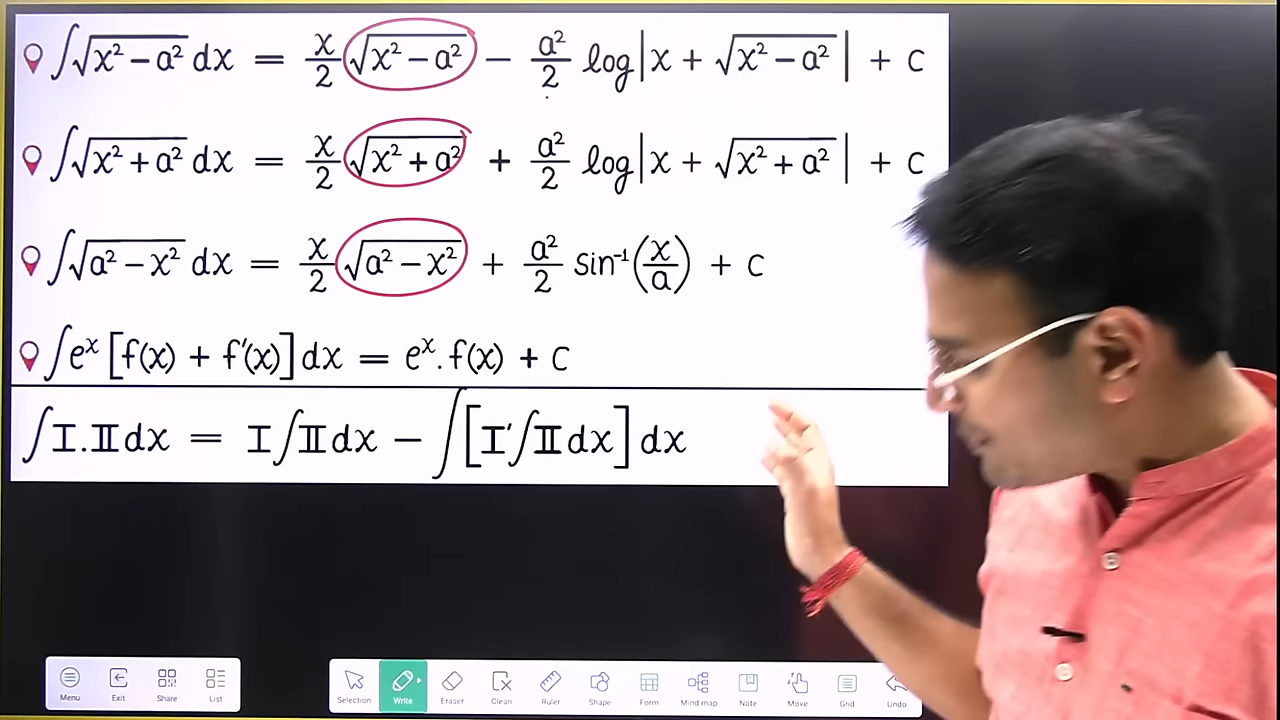 ∫√x² − a² dx = x/2 √x² − a² − a²/2 log|x + √x² − a²| + c
∫√x² + a² dx = x/2 √x² + a² + a²/2 log|x + √x² + a²| + c
∫√a² − x² dx = x/2 √a² − x² + a²/2 sin⁻¹(x/a) + c
∫eˣ [f(x) + f'(x)] dx = eˣ. f(x) + c
∫I.II dx = I ∫II dx − ∫[I' ∫II dx] dx
Menu Exit Share List Selection Write Eraser Clean Ruler Shape Form Mind map Note Move Grid Undo